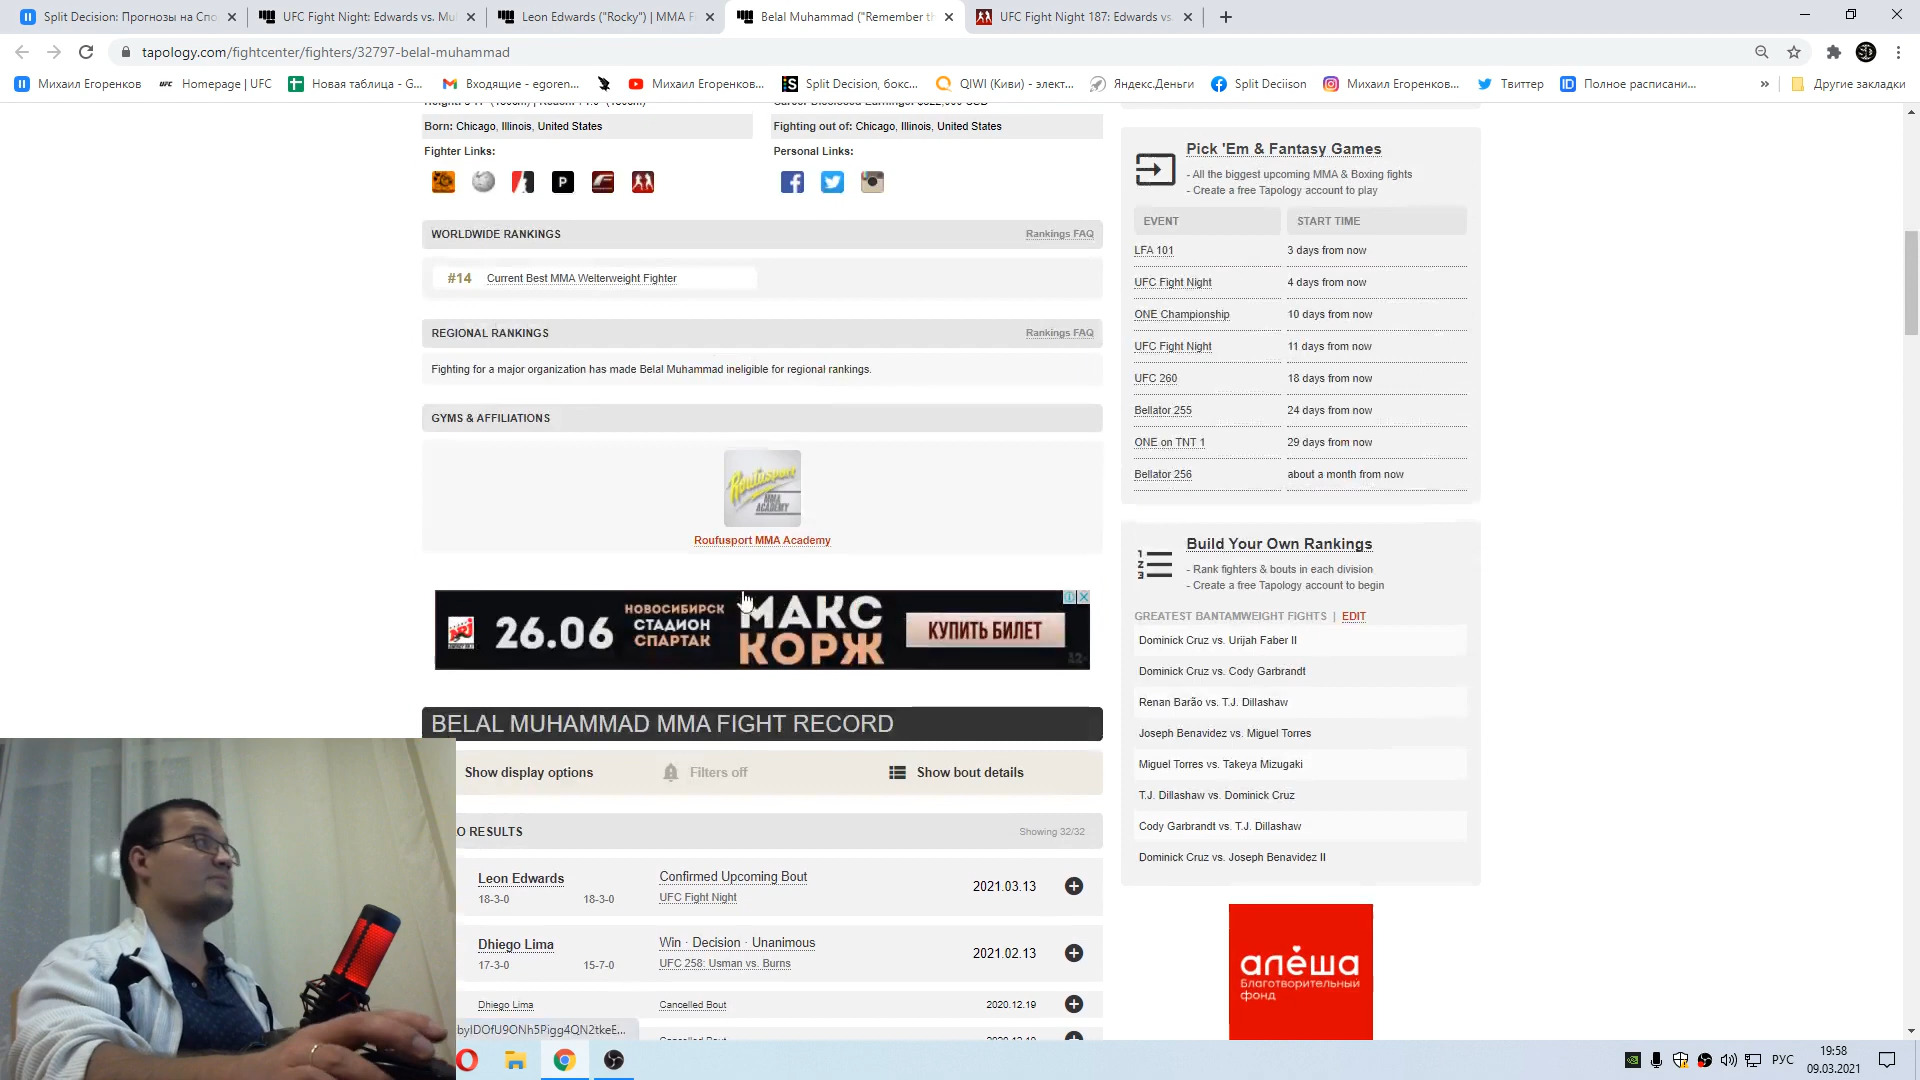 Split Decision: Прогнозы на Спо
UFC Fight Night: Edwards vs. Mu
Leon Edwards ("Rocky") | MMA F
Belal Muhammad ("Remember th
UFC Fight Night 187: Edwards vs.
tapology.com/fightcenter/fighters/32797-belal-muhammad
Михаил Егоренков
Homepage | UFC
Новая таблица - G...
Входящие - egoren...
Михаил Егоренков...
Split Decision, бокс...
QIWI (Киви) - элект...
Яндекс.Деньги
Split Deciison
Михаил Егоренков...
Твиттер
Полное расписани...
»
Другие закладки
Born: Chicago, Illinois, United States
Fighting out of: Chicago, Illinois, United States
Fighter Links:
Personal Links:
WORLDWIDE RANKINGS
Rankings FAQ
#14 Current Best MMA Welterweight Fighter
REGIONAL RANKINGS
Rankings FAQ
Fighting for a major organization has made Belal Muhammad ineligible for regional rankings.
GYMS & AFFILIATIONS
Roufusport
MMA
ACADEMY
Roufusport MMA Academy
NRJ
26.06
НОВОСИБИРСК
СТАДИОН
СПАРТАК
МАКС
КОРЖ
КУПИТЬ БИЛЕТ
12+
BELAL MUHAMMAD MMA FIGHT RECORD
Show display options
Filters off
Show bout details
O RESULTS
Showing 32/32
Leon Edwards
Confirmed Upcoming Bout
2021.03.13
18-3-0
18-3-0
UFC Fight Night
Dhiego Lima
Win · Decision · Unanimous
2021.02.13
17-3-0
15-7-0
UFC 258: Usman vs. Burns
Dhiego Lima
Cancelled Bout
2020.12.19
byIDOfU9ONh5Pigg4QN2tkeE...
Pick 'Em & Fantasy Games
- All the biggest upcoming MMA & Boxing fights
- Create a free Tapology account to play
EVENT
START TIME
LFA 101
3 days from now
UFC Fight Night
4 days from now
ONE Championship
10 days from now
UFC Fight Night
11 days from now
UFC 260
18 days from now
Bellator 255
24 days from now
ONE on TNT 1
29 days from now
Bellator 256
about a month from now
Build Your Own Rankings
- Rank fighters & bouts in each division
- Create a free Tapology account to begin
GREATEST BANTAMWEIGHT FIGHTS | EDIT
Dominick Cruz vs. Urijah Faber II
Dominick Cruz vs. Cody Garbrandt
Renan Barão vs. T.J. Dillashaw
Joseph Benavidez vs. Miguel Torres
Miguel Torres vs. Takeya Mizugaki
T.J. Dillashaw vs. Dominick Cruz
Cody Garbrandt vs. T.J. Dillashaw
Dominick Cruz vs. Joseph Benavidez II
алёша
Благотворительный
фонд
РУС
19:58
09.03.2021